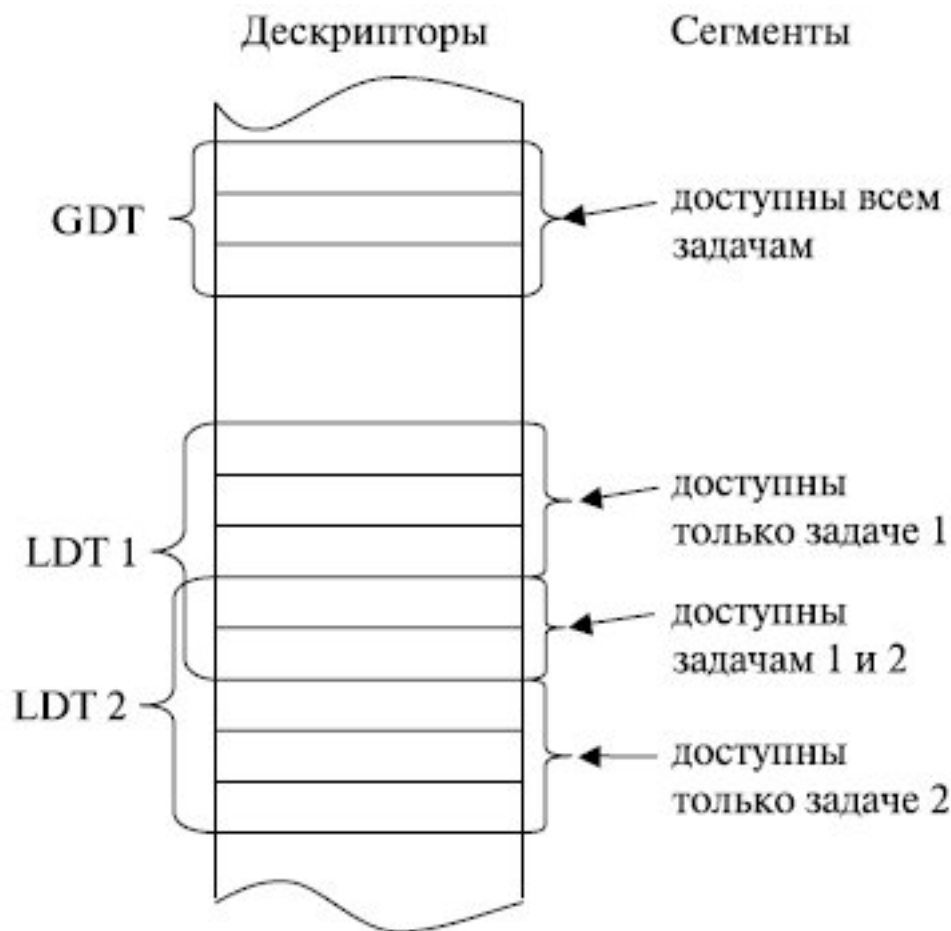 Дескрипторы
Сегменты
GDT
доступны всем
задачам
LDT 1
доступны
только задаче 1
доступны
задачам 1 и 2
LDT 2
доступны
только задаче 2